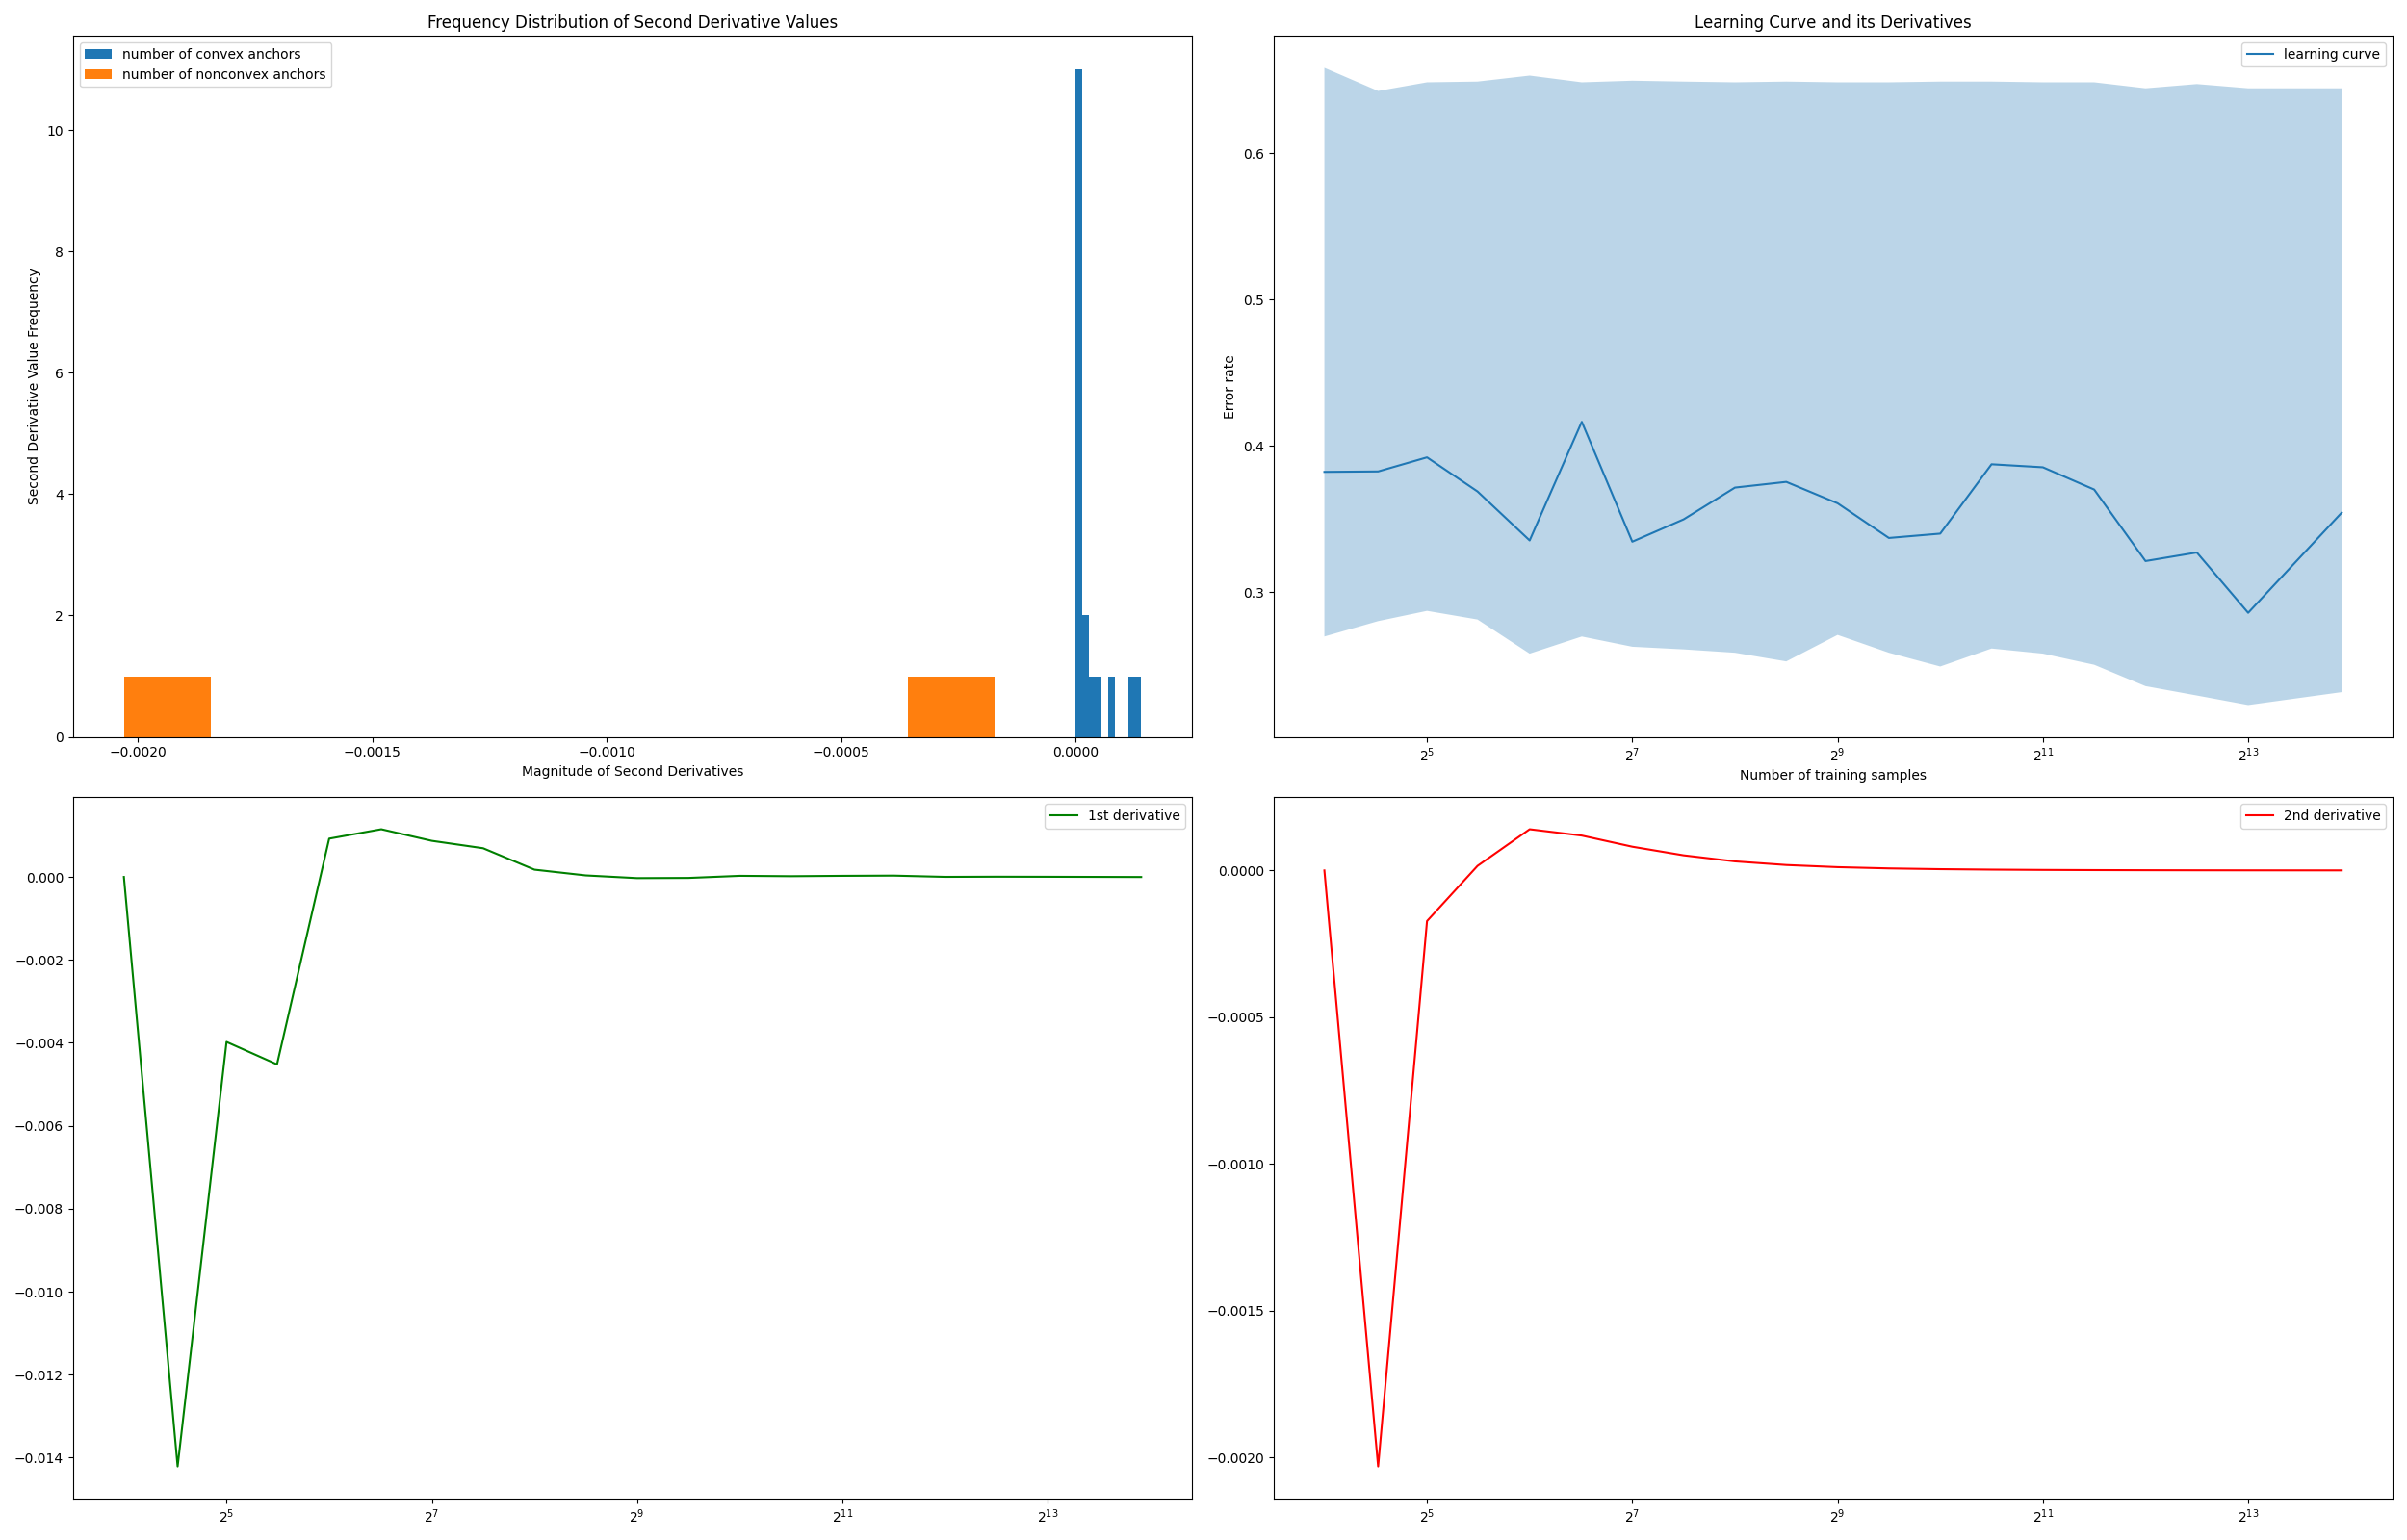 Frequency Distribution of Second Derivative Values
number of convex anchors
number of nonconvex anchors
Second Derivative Value Frequency
10
8
6
4
2
0
−0.0020 −0.0015 −0.0010 −0.0005 0.0000
Magnitude of Second Derivatives
Learning Curve and its Derivatives
learning curve
Error rate
0.6
0.5
0.4
0.3
2^5 2^7 2^9 2^11 2^13
Number of training samples
1st derivative
0.000
−0.002
−0.004
−0.006
−0.008
−0.010
−0.012
−0.014
2^5 2^7 2^9 2^11 2^13
2nd derivative
0.0000
−0.0005
−0.0010
−0.0015
−0.0020
2^5 2^7 2^9 2^11 2^13